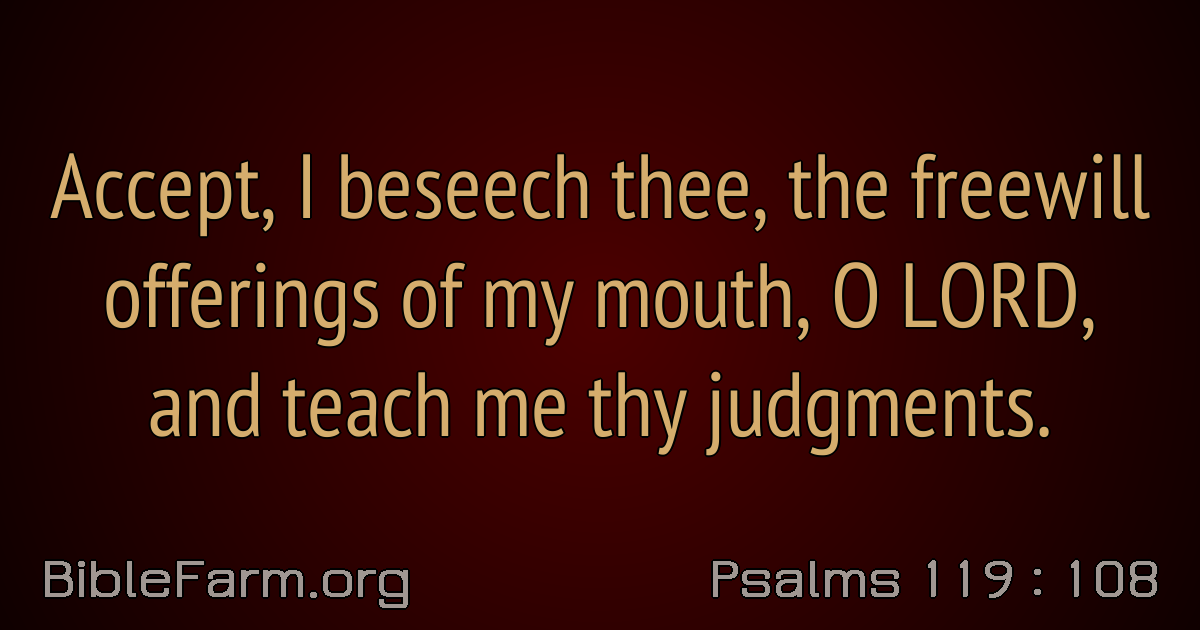 Accept, I beseech thee, the freewill
offerings of my mouth, O LORD,
and teach me thy judgments.
BibleFarm.org
Psalms 119 : 108